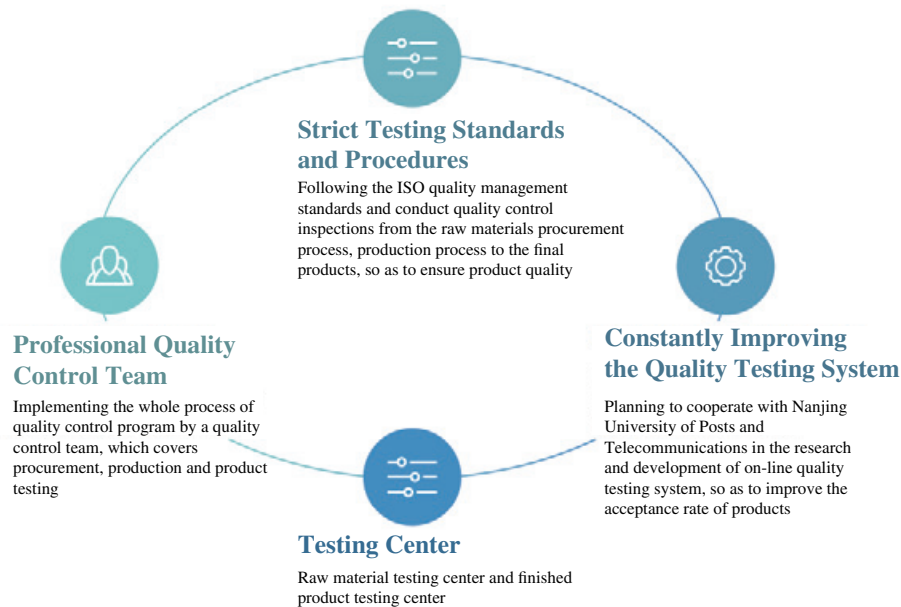 Strict Testing Standards
and Procedures
Following the ISO quality management
standards and conduct quality control
inspections from the raw materials procurement
process, production process to the final
products, so as to ensure product quality
Professional Quality
Control Team
Implementing the whole process of
quality control program by a quality
control team, which covers
procurement, production and product
testing
Constantly Improving
the Quality Testing System
Planning to cooperate with Nanjing
University of Posts and
Telecommunications in the research
and development of on-line quality
testing system, so as to improve the
acceptance rate of products
Testing Center
Raw material testing center and finished
product testing center